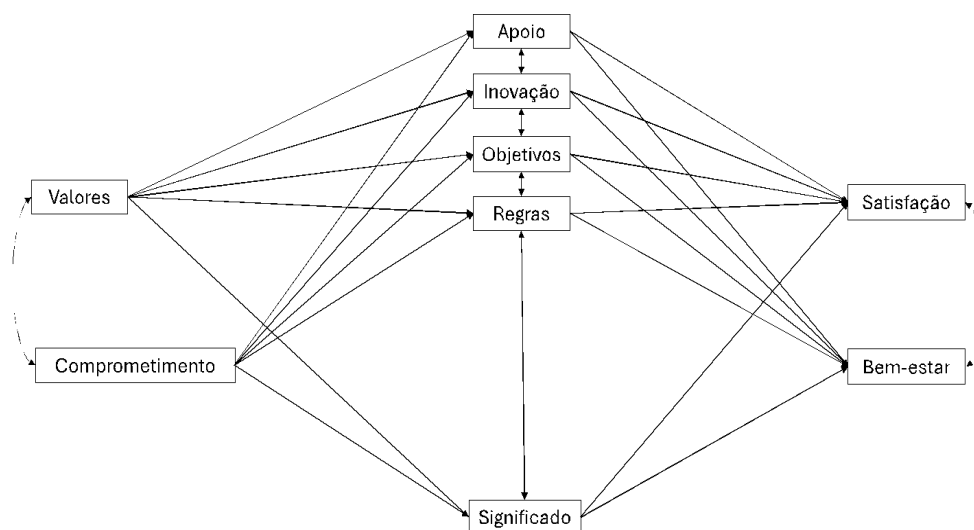 Apoio
Inovação
Objetivos
Regras
Valores
Satisfação
Comprometimento
Bem-estar
Significado